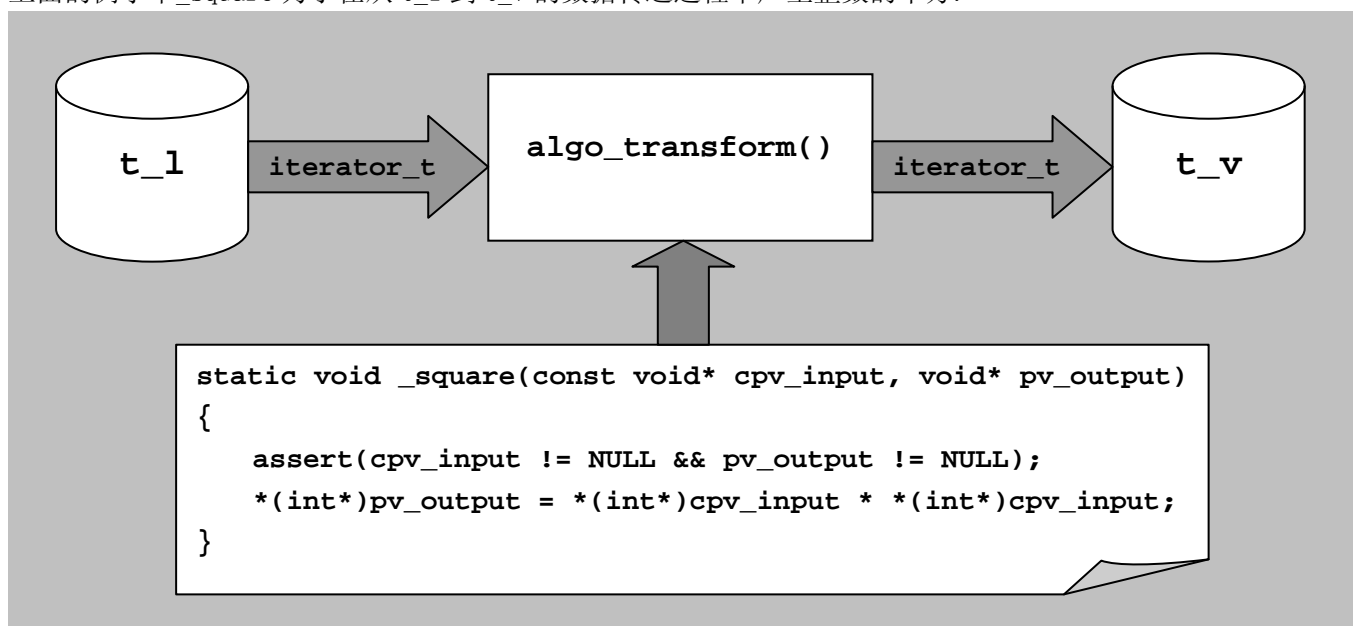 t_l
iterator_t
algo_transform()
iterator_t
t_v
static void _square(const void* cpv_input, void* pv_output)
{
assert(cpv_input != NULL && pv_output != NULL);
*(int*)pv_output = *(int*)cpv_input * *(int*)cpv_input;
}